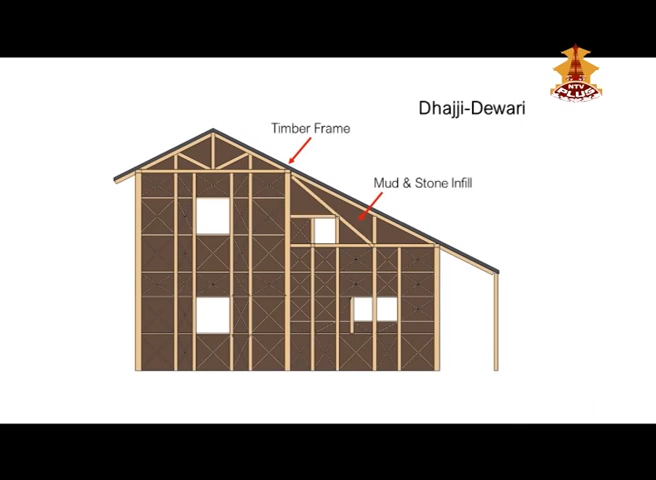 NTV
PLUS
Dhajji-Dewari
Timber Frame
Mud & Stone Infill